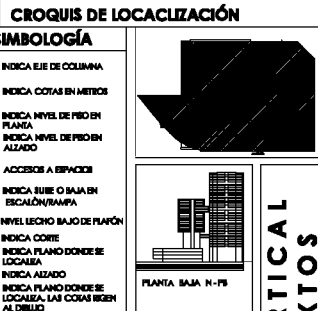 CROQUIS DE LOCACLIZACIÓN
SIMBOLOGÍA
INDICA EJE DE COLUMNA
INDICA COTAS EN METROS
INDICA NIVEL DE PISO EN
PLANTA
INDICA NIVEL DE PISO EN
ALZADO
ACCESOS A ESPACIOS
INDICA SUBE O BAJA EN
ESCALÓN/RAMPA
NIVEL LECHO BAJO DE PLAFÓN
INDICA CORTE
INDICA PLANO DONDE SE
LOCALIZA
INDICA ALZADO
INDICA PLANO DONDE SE
LOCALIZA. LAS COTAS RIGEN
AL DIBUJO
PLANTA BAJA N-PB
RTICAL
XTOS